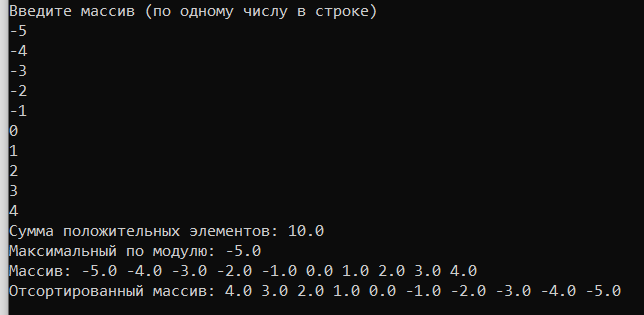 Введите массив (по одному числу в строке)
-5
-4
-3
-2
-1
0
1
2
3
4
Сумма положительных элементов: 10.0
Максимальный по модулю: -5.0
Массив: -5.0 -4.0 -3.0 -2.0 -1.0 0.0 1.0 2.0 3.0 4.0
Отсортированный массив: 4.0 3.0 2.0 1.0 0.0 -1.0 -2.0 -3.0 -4.0 -5.0